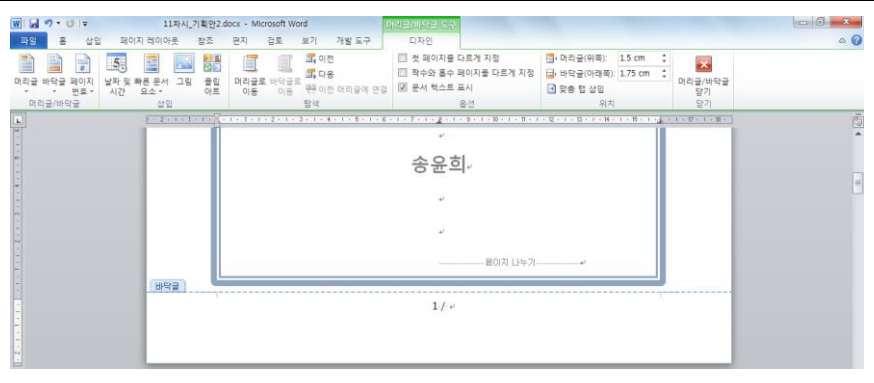 11차시_기획안2.docx - Microsoft Word
머리글/바닥글 도구
파일 홈 삽입 페이지 레이아웃 참조 편지 검토 보기 개발 도구 디자인
이전
첫 페이지를 다르게 지정
머리글(위쪽): 1.5 cm
다음
짝수와 홀수 페이지를 다르게 지정
바닥글(아래쪽): 1.75 cm
이전 머리글에 연결
문서 텍스트 표시
맞춤 탭 삽입
머리글 바닥글 페이지 날짜 및 빠른 문서 그림 클립 머리글로 바닥글로 머리글/바닥글
번호 시간 요소 아트 이동 이동 닫기
머리글/바닥글 삽입 탐색 옵션 위치 닫기
송윤희
페이지 나누기
바닥글
1 /